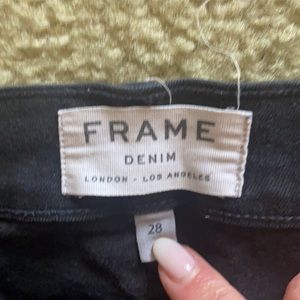 FRAME
DENIM
LONDON - LOS ANGELES
28